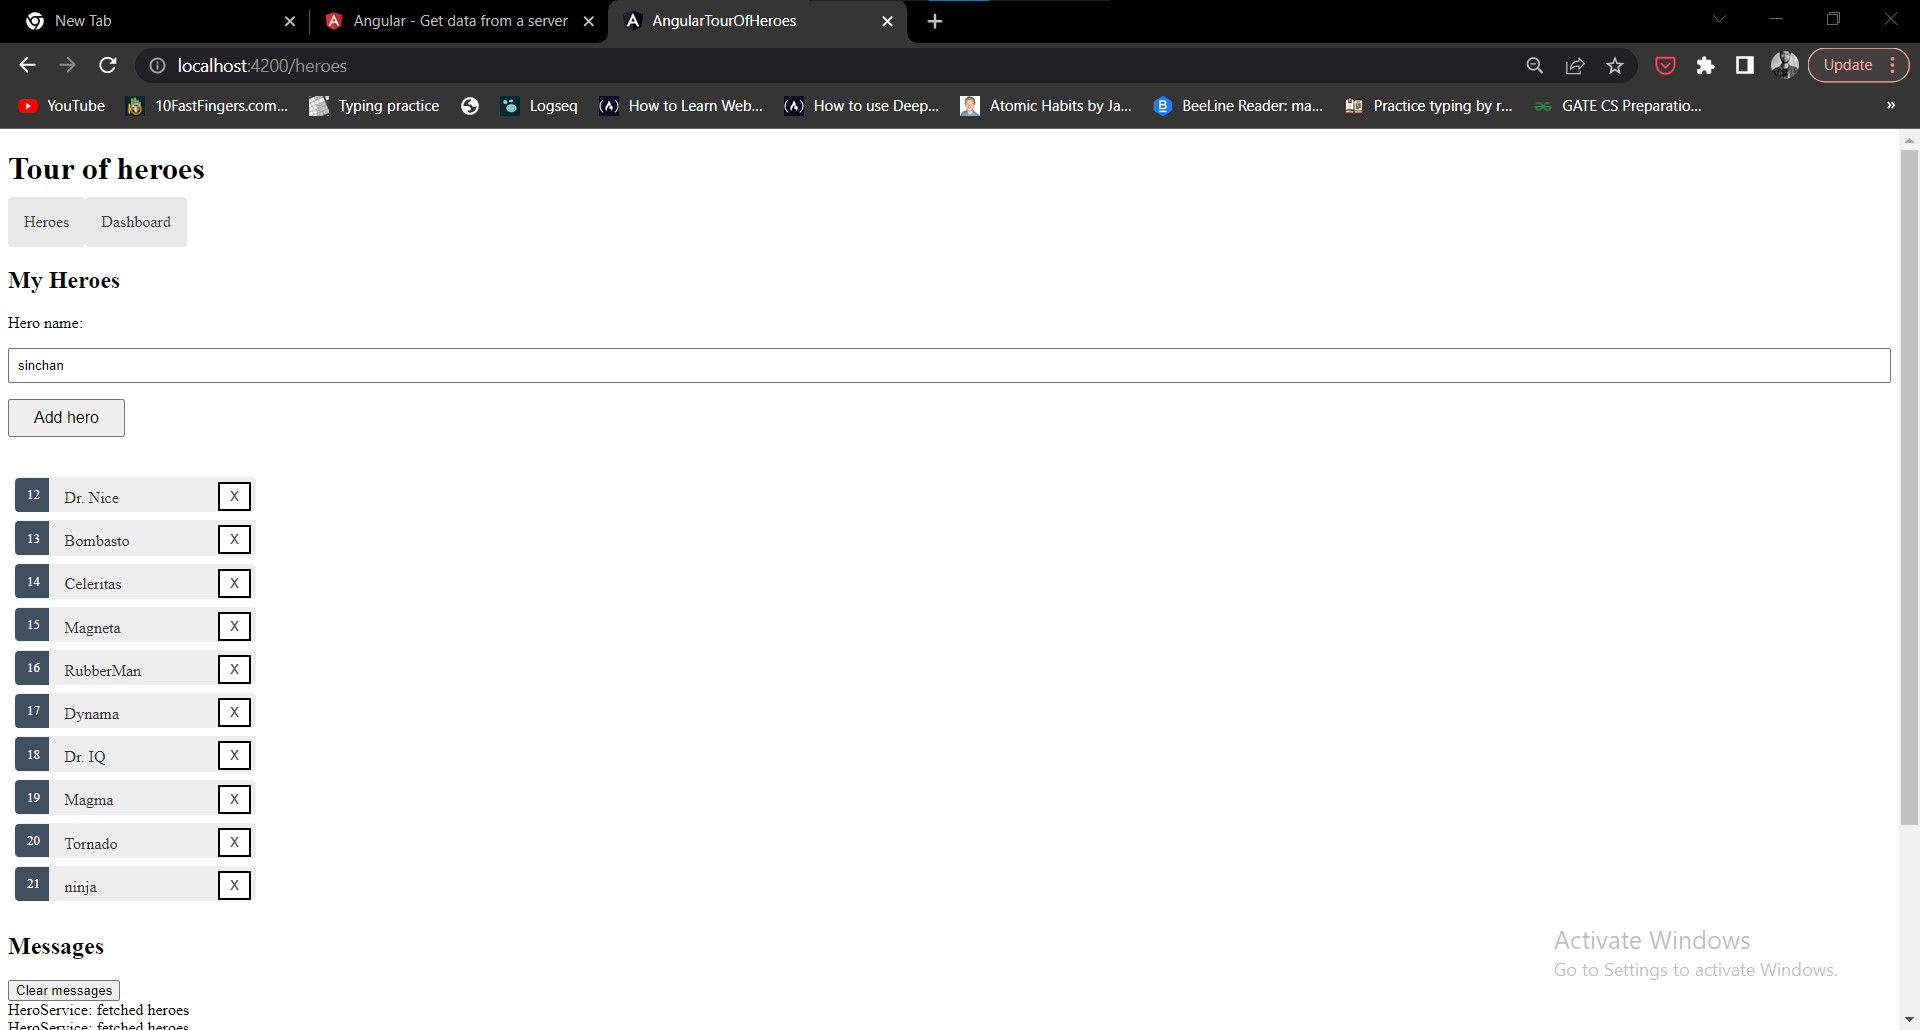 New Tab
Angular - Get data from a server
AngularTourOfHeroes
localhost:4200/heroes
Update
YouTube
10FastFingers.com...
Typing practice
Logseq
How to Learn Web...
How to use Deep...
Atomic Habits by Ja...
BeeLine Reader: ma...
Practice typing by r...
GATE CS Preparatio...
»
Tour of heroes
Heroes
Dashboard
My Heroes
Hero name:
sinchan
Add hero
12 Dr. Nice X
13 Bombasto X
14 Celeritas X
15 Magneta X
16 RubberMan X
17 Dynama X
18 Dr. IQ X
19 Magma X
20 Tornado X
21 ninja X
Messages
Clear messages
HeroService: fetched heroes
HeroService: fetched heroes
Activate Windows
Go to Settings to activate Windows.